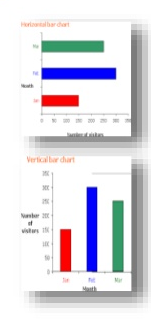 Horizontal bar chart
Mar
Feb
Month
Jan
0 50 100 150 200 250 300 350
Number of visitors
Vertical bar chart
350
300
250
Number
of
visitors
200
150
100
50
0
Jan Feb Mar
Month